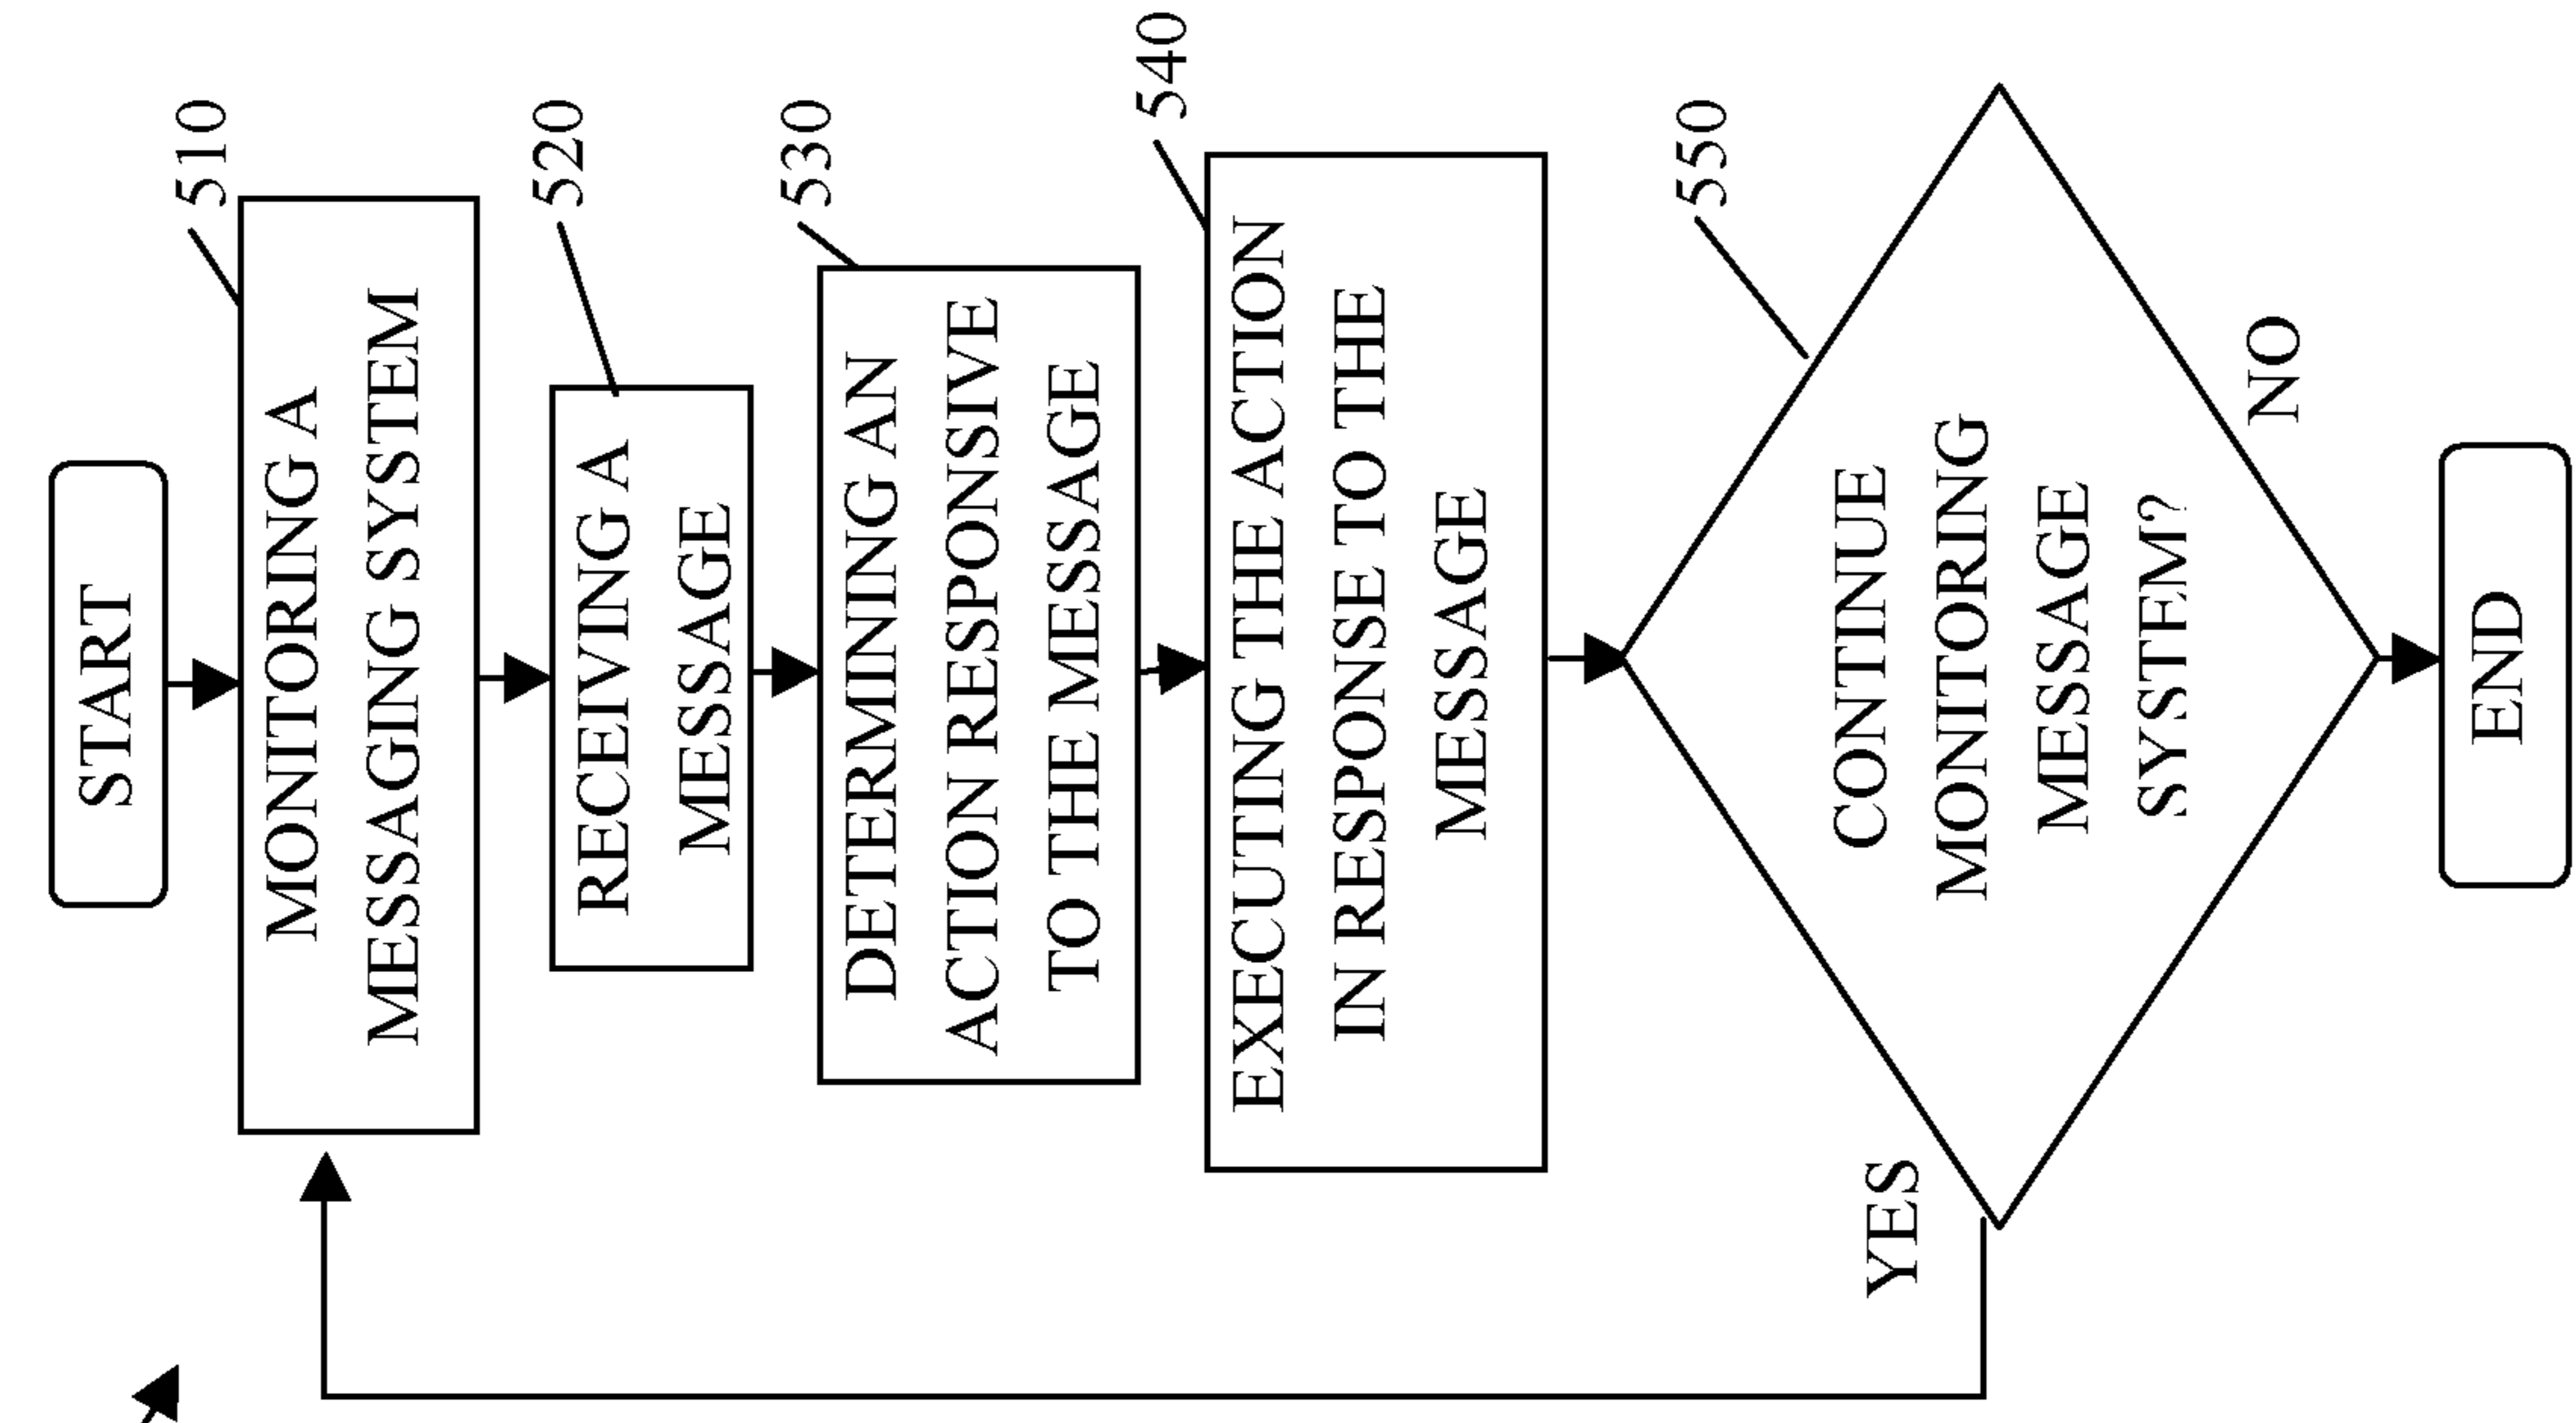 START
510
MONITORING A
MESSAGING SYSTEM
520
RECEIVING A
MESSAGE
530
DETERMINING AN
ACTION RESPONSIVE
TO THE MESSAGE
540
EXECUTING THE ACTION
IN RESPONSE TO THE
MESSAGE
550
CONTINUE
MONITORING
MESSAGE
SYSTEM?
YES
NO
END